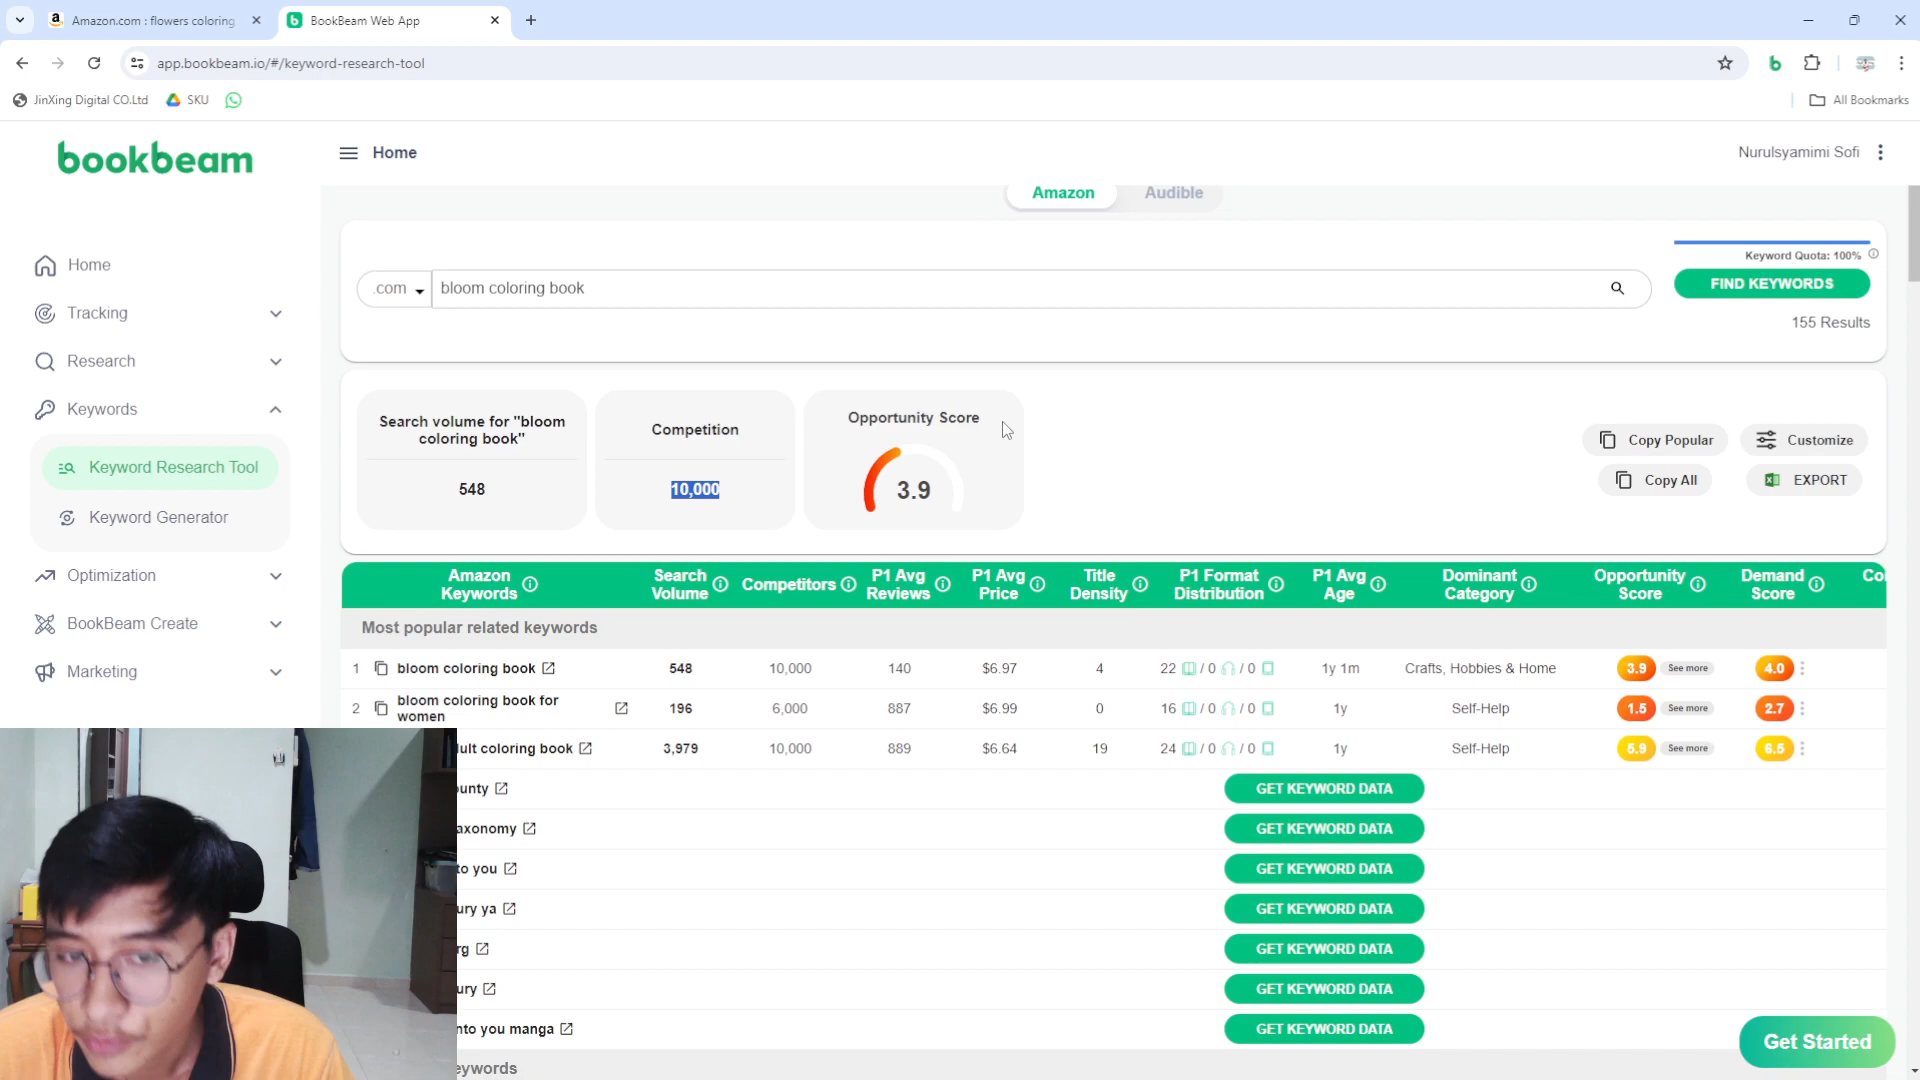 Amazon.com : flowers coloring
BookBeam Web App
app.bookbeam.io/#/keyword-research-tool
JinXing Digital CO.Ltd
SKU
All Bookmarks
bookbeam
Home
Nurulsyamimi Sofi
Amazon
Audible
Home
Tracking
Research
Keywords
Keyword Research Tool
Keyword Generator
Optimization
BookBeam Create
Marketing
.com
bloom coloring book
Keyword Quota: 100%
FIND KEYWORDS
155 Results
Search volume for "bloom
coloring book"
548
Competition
10,000
Opportunity Score
3.9
Copy Popular
Customize
Copy All
EXPORT
Amazon
Keywords
Search
Volume
Competitors
P1 Avg
Reviews
P1 Avg
Price
Title
Density
P1 Format
Distribution
P1 Avg
Age
Dominant
Category
Opportunity
Score
Demand
Score
Co
Most popular related keywords
1 bloom coloring book 548 10,000 140 $6.97 4 22 / 0 / 0 1y 1m Crafts, Hobbies & Home 3.9 See more 4.0
2 bloom coloring book for
women 196 6,000 887 $6.99 0 16 / 0 / 0 1y Self-Help 1.5 See more 2.7
ult coloring book 3,979 10,000 889 $6.64 19 24 / 0 / 0 1y Self-Help 5.9 See more 6.5
unty GET KEYWORD DATA
axonomy GET KEYWORD DATA
to you GET KEYWORD DATA
ury ya GET KEYWORD DATA
rg GET KEYWORD DATA
ury GET KEYWORD DATA
nto you manga GET KEYWORD DATA
eywords
Get Started